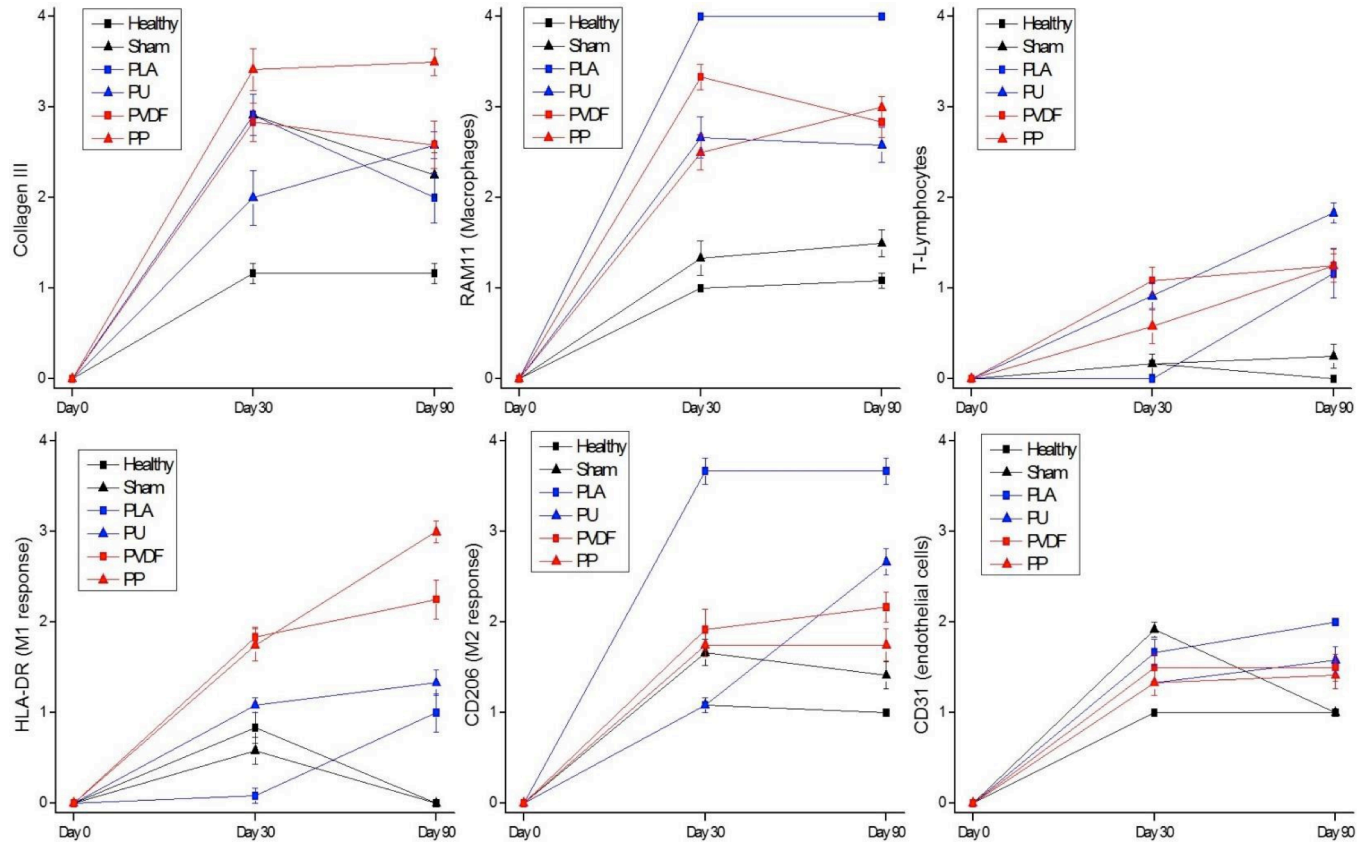 4
3
2
1
0
Collagen III
Healthy
Sham
PLA
PU
PVDF
PP
Day 0
Day 30
Day 90
4
3
2
1
0
RAM11 (Macrophages)
Healthy
Sham
PLA
PU
PVDF
PP
Day 0
Day 30
Day 90
4
3
2
1
0
T-Lymphocytes
Healthy
Sham
PLA
PU
PVDF
PP
Day 0
Day 30
Day 90
4
3
2
1
0
HLA-DR (M1 response)
Healthy
Sham
PLA
PU
PVDF
PP
Day 0
Day 30
Day 90
4
3
2
1
0
CD206 (M2 response)
Healthy
Sham
PLA
PU
PVDF
PP
Day 0
Day 30
Day 90
4
3
2
1
0
CD31 (endothelial cells)
Healthy
Sham
PLA
PU
PVDF
PP
Day 0
Day 30
Day 90